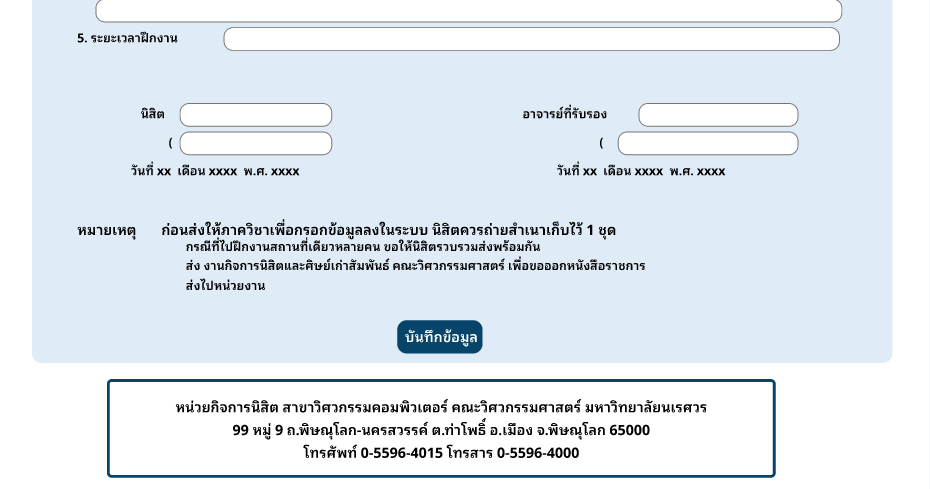 5. ระยะเวลาฝึกงาน
นิสิต อาจารย์ที่รับรอง
( (
วันที่ xx เดือน xxxx พ.ศ. xxxx วันที่ xx เดือน xxxx พ.ศ. xxxx
หมายเหตุ ก่อนส่งให้ภาควิชาเพื่อกรอกข้อมูลลงในระบบ นิสิตควรถ่ายสำเนาเก็บไว้ 1 ชุด
กรณีที่ไปฝึกงานสถานที่เดียวหลายคน ขอให้นิสิตรวบรวมส่งพร้อมกัน
ส่ง งานกิจการนิสิตและศิษย์เก่าสัมพันธ์ คณะวิศวกรรมศาสตร์ เพื่อขอออกหนังสือราชการ
ส่งไปหน่วยงาน
บันทึกข้อมูล
หน่วยกิจการนิสิต สาขาวิศวกรรมคอมพิวเตอร์ คณะวิศวกรรมศาสตร์ มหาวิทยาลัยนเรศวร
99 หมู่ 9 ถ.พิษณุโลก-นครสวรรค์ ต.ท่าโพธิ์ อ.เมือง จ.พิษณุโลก 65000
โทรศัพท์ 0-5596-4015 โทรสาร 0-5596-4000